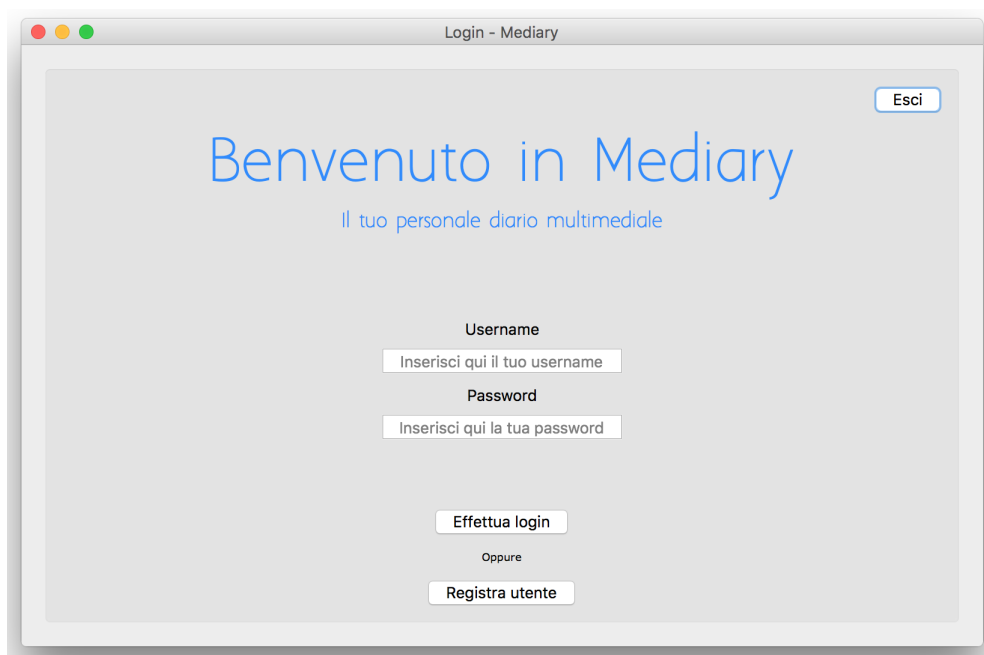 Login - Mediary
Esci
Benvenuto in Mediary
Il tuo personale diario multimediale
Username
Inserisci qui il tuo username
Password
Inserisci qui la tua password
Effettua login
Oppure
Registra utente